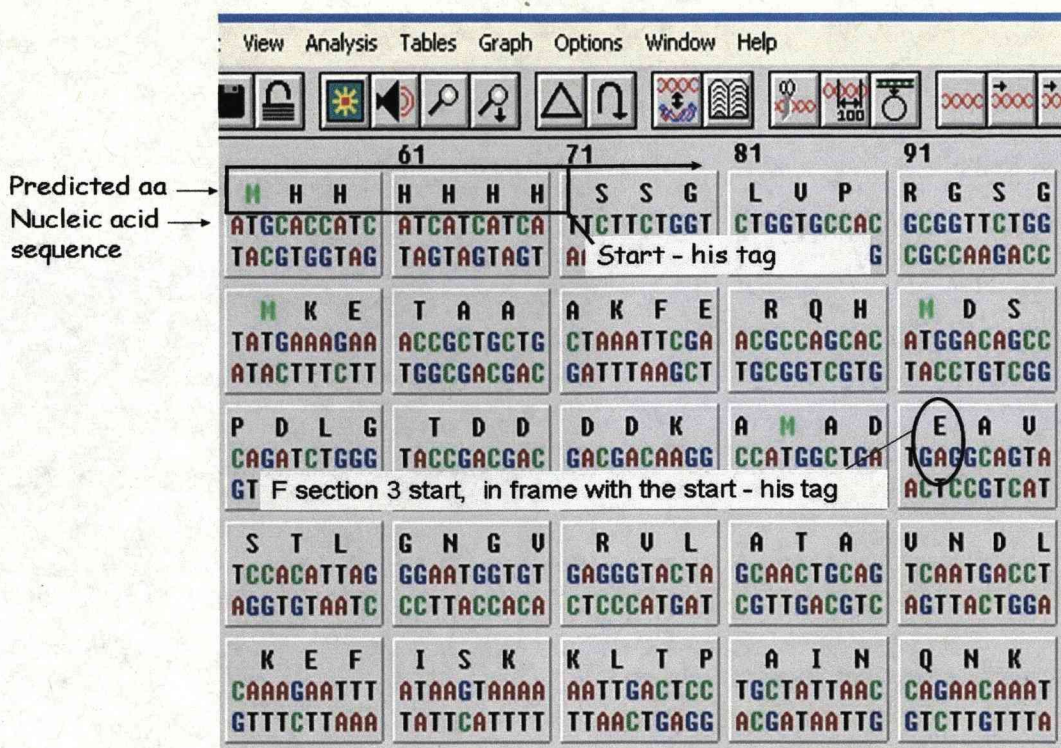 View Analysis Tables Graph Options Window Help
100
61 71 81 91
Predicted aa
Nucleic acid
sequence
M H H H H H H S S G L V P R G S G
ATGCACCATC ATCATCATCA TTCTTCTGGT CTGGTGCCAC GCGGTTCTGG
TACGTGGTAG TAGTAGTAGT G CGCCAAGACC
Start - his tag
M K E T A A A K F E R Q H M D S
TATGAAAGAA ACCGCTGCTG CTAAATTCGA ACGCCAGCAC ATGGACAGCC
ATACTTTCTT TGGCGACGAC GATTTAAGCT TGCGGTCGTG TACCTGTCGG
P D L G T D D D D K A M A D E A V
CAGATCTGGG TACCGACGAC GACGACAAGG CCATGGCTGA TGAGGCAGTA
GT ACTCCGTCAT
F section 3 start, in frame with the start - his tag
S T L G N G V R V L A T A V N D L
TCCACATTAG GGAATGGTGT GAGGGTACTA GCAACTGCAG TCAATGACCT
AGGTGTAATC CCTTACCACA CTCCCATGAT CGTTGACGTC AGTTACTGGA
K E F I S K K L T P A I N Q N K
CAAAGAATTT ATAAGTAAAA AATTGACTCC TGCTATTAAC CAGAACAAAT
GTTTCTTAAA TATTCATTTT TTAACTGAGG ACGATAATTG GTCTTGTTTA